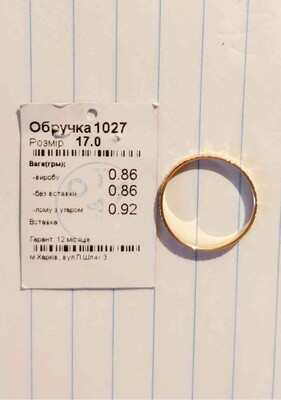 Обручка 1027
Розмір 17.0
Вага(грм);
-виробу 0.86
-без вставки 0.86
-лому з угаром 0.92
Вставка
Гарант. 12 місяців
м.Харків, вул.П.Шлях 3